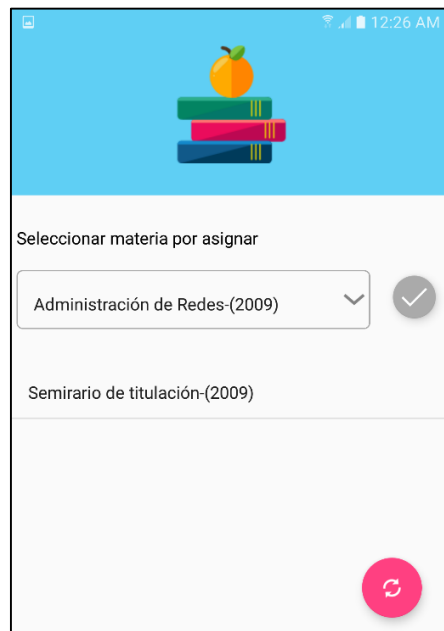 12:26 AM
Seleccionar materia por asignar
Administración de Redes-(2009)
Semirario de titulación-(2009)